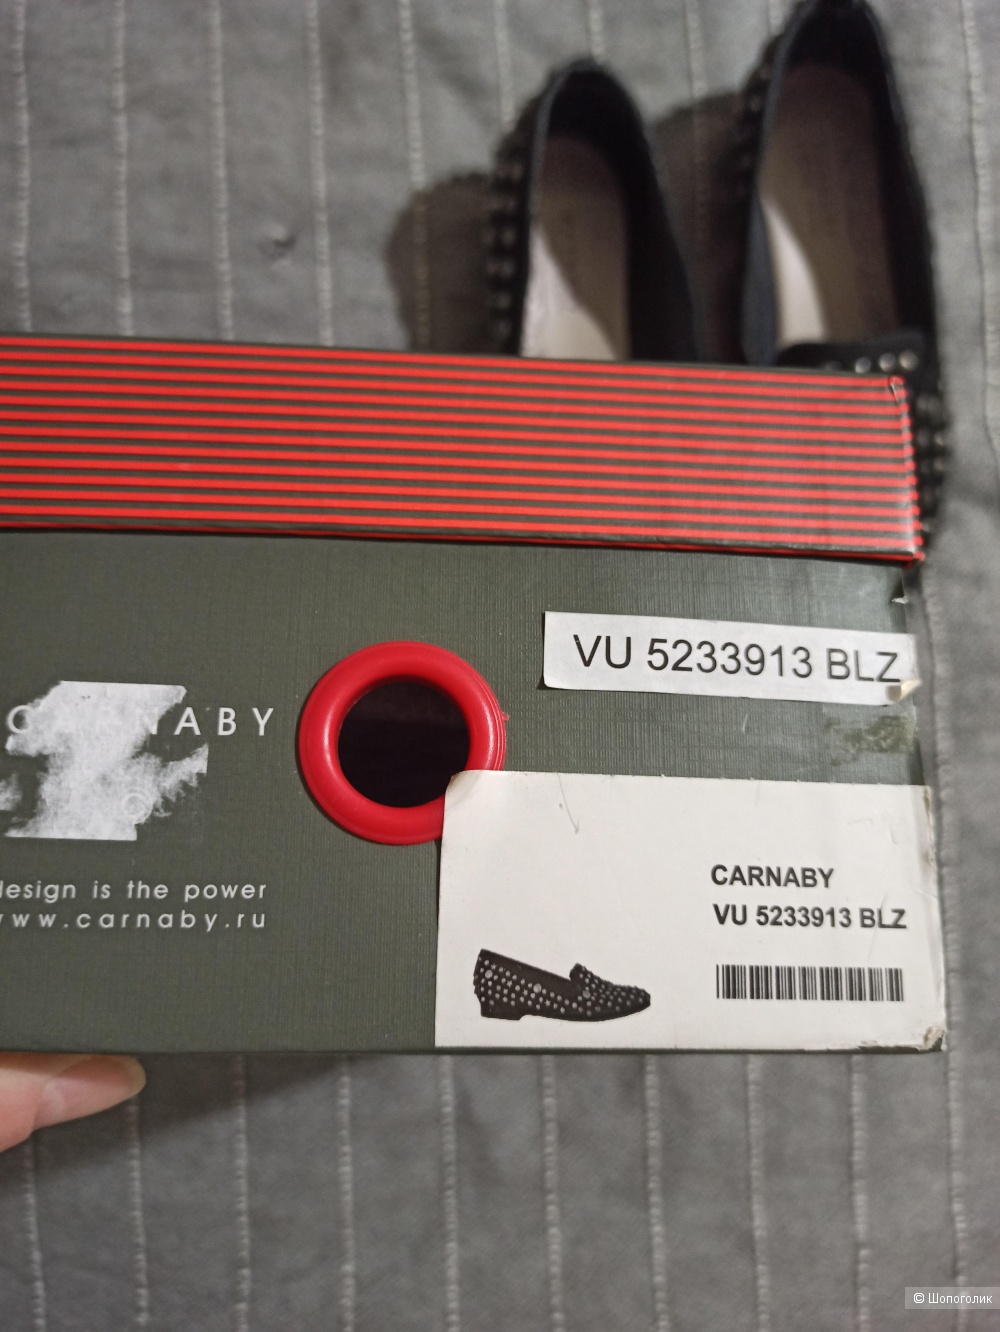 VU 5233913 BLZ
CARNABY
design is the power
www.carnaby.ru
CARNABY
VU 5233913 BLZ
© Шопоголик